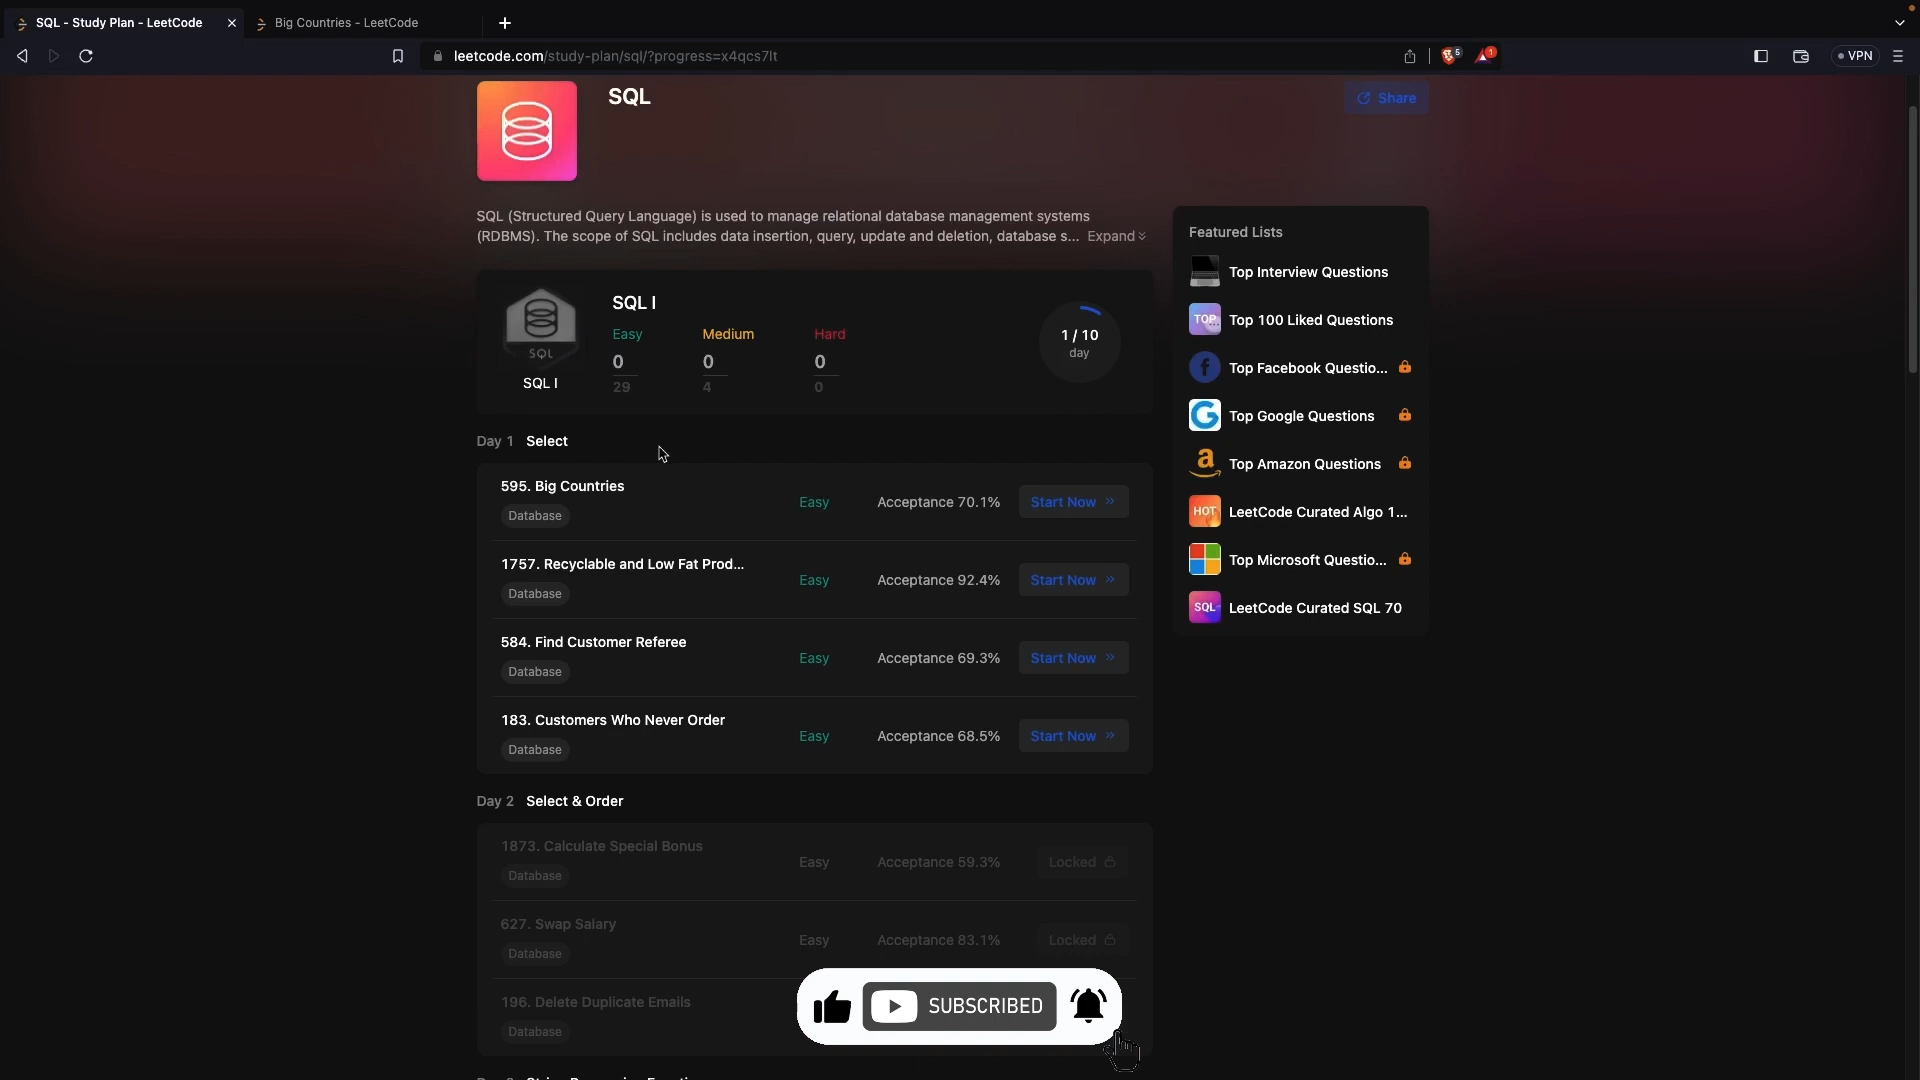 SQL - Study Plan - LeetCode
Big Countries - LeetCode
leetcode.com/study-plan/sql/?progress=x4qcs7lt
5
1
VPN
SQL
Share
SQL (Structured Query Language) is used to manage relational database management systems
(RDBMS). The scope of SQL includes data insertion, query, update and deletion, database s... Expand
SQL
SQL I
SQL I
Easy Medium Hard
0 0 0
29 4 0
1 / 10
day
Day 1 Select
595. Big Countries
Database
Easy Acceptance 70.1% Start Now
1757. Recyclable and Low Fat Prod...
Database
Easy Acceptance 92.4% Start Now
584. Find Customer Referee
Database
Easy Acceptance 69.3% Start Now
183. Customers Who Never Order
Database
Easy Acceptance 68.5% Start Now
Day 2 Select & Order
1873. Calculate Special Bonus
Database
Easy Acceptance 59.3% Locked
627. Swap Salary
Database
Easy Acceptance 83.1% Locked
196. Delete Duplicate Emails
Database
SUBSCRIBED
Featured Lists
Top Interview Questions
TOP Top 100 Liked Questions
f Top Facebook Questio...
G Top Google Questions
a Top Amazon Questions
HOT LeetCode Curated Algo 1...
Top Microsoft Questio...
SQL LeetCode Curated SQL 70